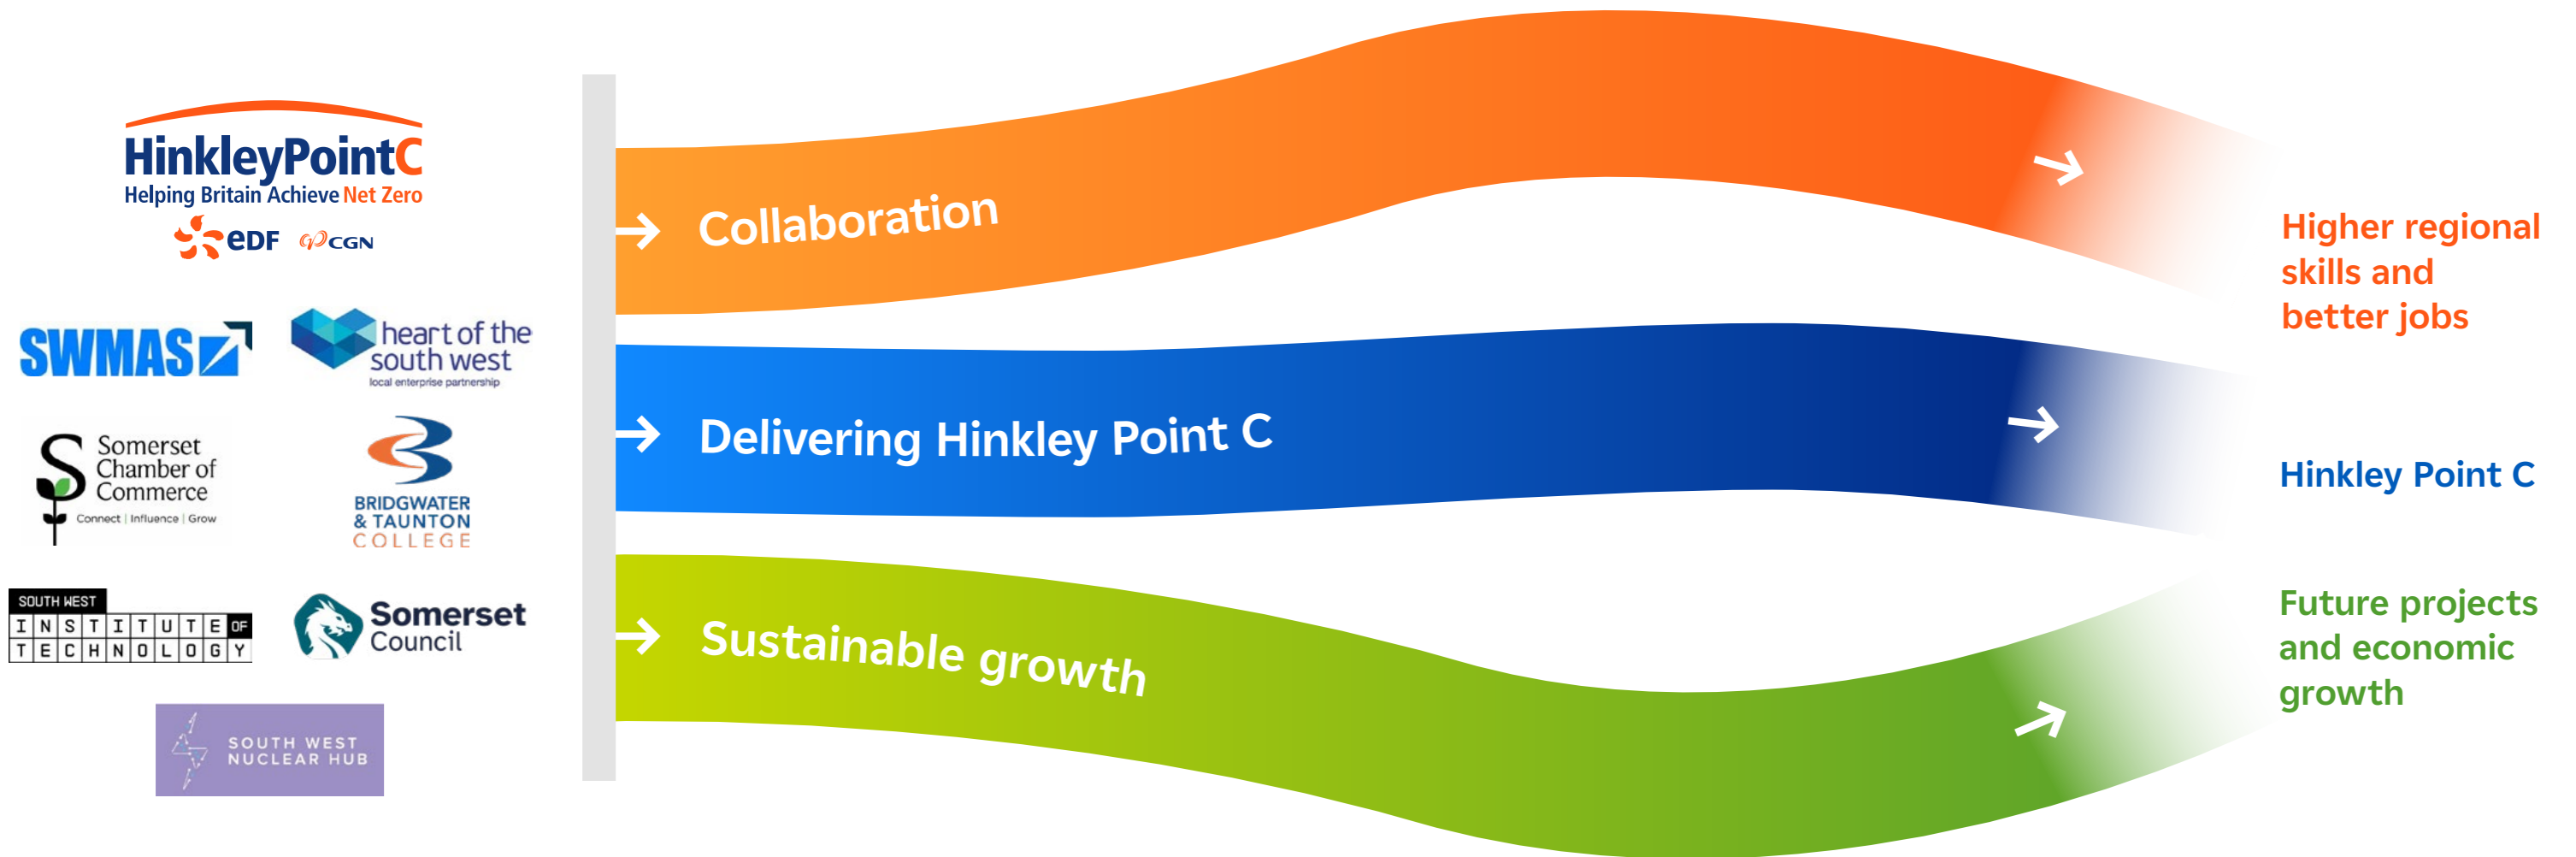 HinkleyPointC
Helping Britain Achieve Net Zero
eDF
CGN
SWMAS
heart of the
south west
local enterprise partnership
Somerset
Chamber of
Commerce
Connect | Influence | Grow
BRIDGWATER
& TAUNTON
COLLEGE
SOUTH WEST
INSTITUTE OF
TECHNOLOGY
Somerset
Council
SOUTH WEST
NUCLEAR HUB
Collaboration
Delivering Hinkley Point C
Sustainable growth
Higher regional
skills and
better jobs
Hinkley Point C
Future projects
and economic
growth